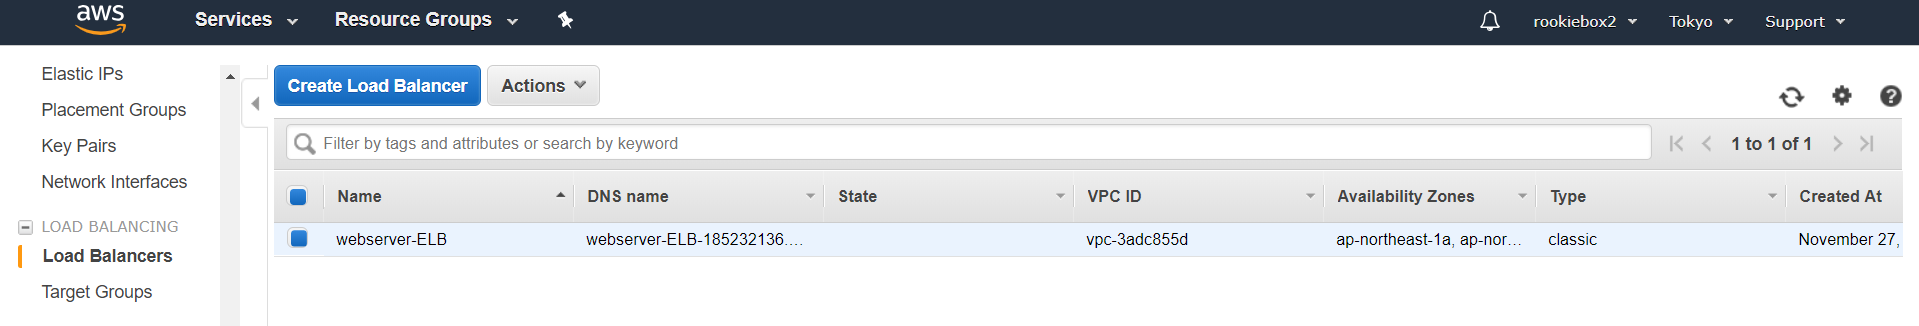 aws Services Resource Groups rookiebox2 Tokyo Support
Elastic IPs
Placement Groups
Key Pairs
Network Interfaces
LOAD BALANCING
Load Balancers
Target Groups
Create Load Balancer Actions
Filter by tags and attributes or search by keyword 1 to 1 of 1
Name DNS name State VPC ID Availability Zones Type Created At
webserver-ELB webserver-ELB-185232136.... vpc-3adc855d ap-northeast-1a, ap-nor... classic November 27,